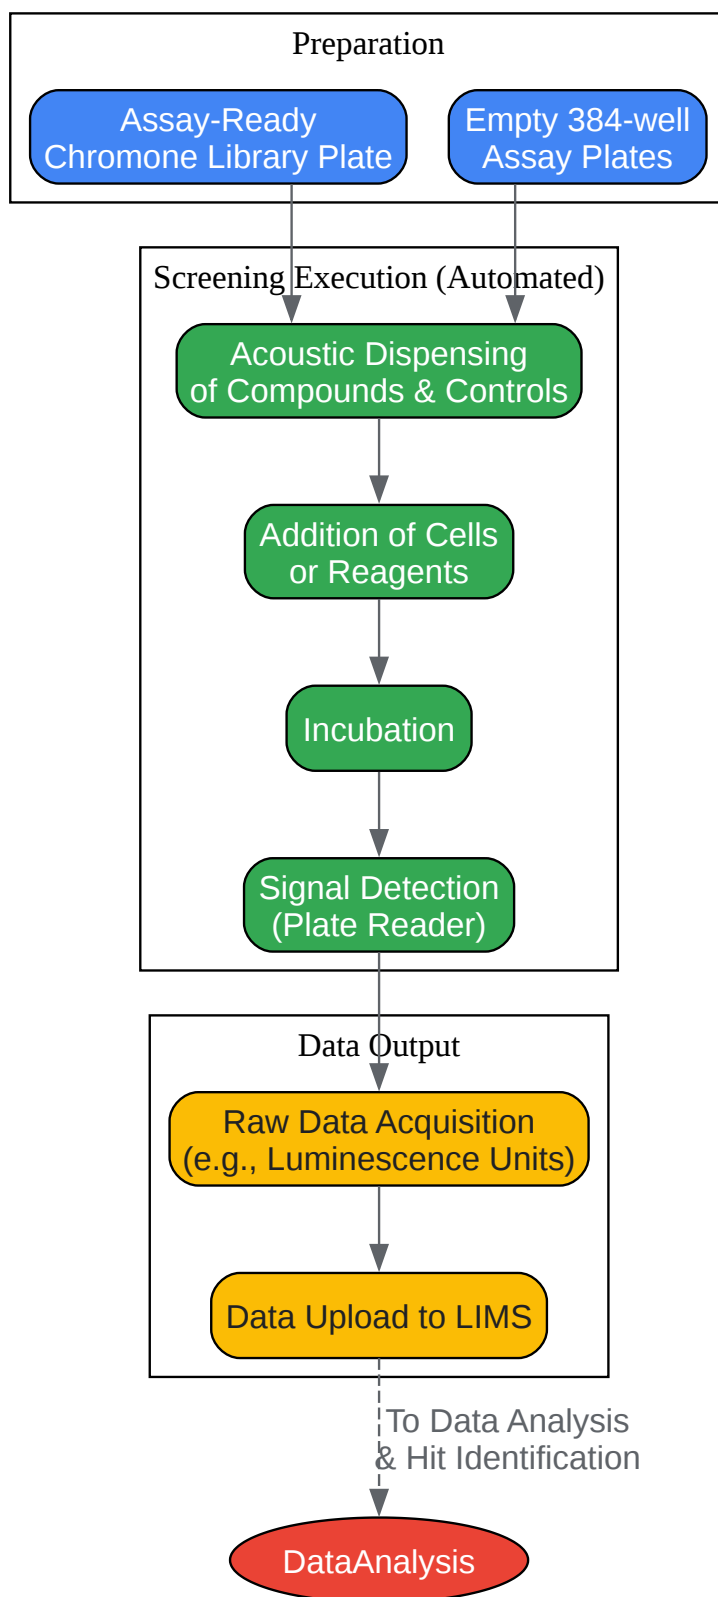 Preparation
Assay-Ready
Chromone Library Plate
Empty 384-well
Assay Plates
Screening Execution (Automated)
Acoustic Dispensing
of Compounds & Controls
Addition of Cells
or Reagents
Incubation
Signal Detection
(Plate Reader)
Data Output
Raw Data Acquisition
(e.g., Luminescence Units)
Data Upload to LIMS
To Data Analysis
& Hit Identification
DataAnalysis